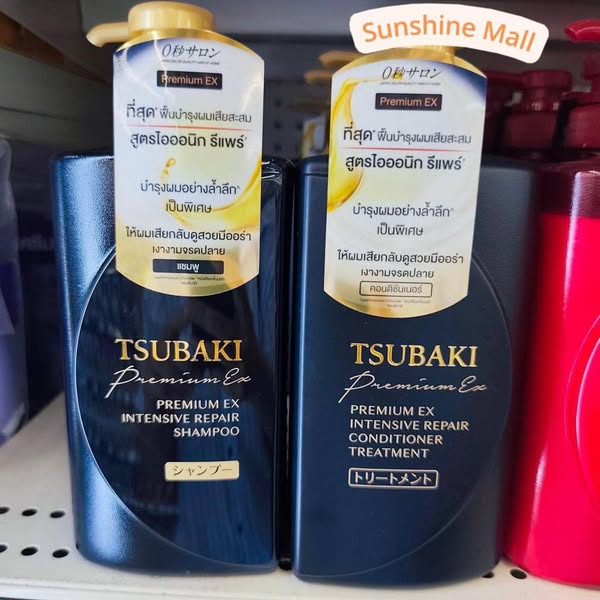 Sunshine Mall
0秒サロン
Premium EX
ที่สุด* ฟื้นบำรุงผมเสียสะสม
สูตรไอออนิก รีแพร์
บำรุงผมอย่างล้ำลึก^
เป็นพิเศษ
ให้ผมเสียกลับดูสวยมีออร่า
เงางามจรดปลาย
แชมพู
TSUBAKI
Premium Ex
PREMIUM EX
INTENSIVE REPAIR
SHAMPOO
シャンプー
0秒サロン
Premium EX
ที่สุด* ฟื้นบำรุงผมเสียสะสม
สูตรไอออนิก รีแพร์
บำรุงผมอย่างล้ำลึก^
เป็นพิเศษ
ให้ผมเสียกลับดูสวยมีออร่า
เงางามจรดปลาย
คอนดิชันเนอร์
TSUBAKI
Premium Ex
PREMIUM EX
INTENSIVE REPAIR
CONDITIONER
TREATMENT
トリートメント